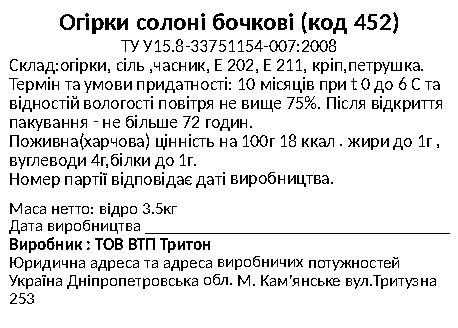 Огірки солоні бочкові (код 452)
ТУ У15.8-33751154-007:2008
Склад:огірки, сіль ,часник, Е 202, Е 211, кріп,петрушка.
Термін та умови придатності: 10 місяців при t 0 до 6 С та
відностій вологості повітря не вище 75%. Після відкриття
пакування - не більше 72 годин.
Поживна(харчова) цінність на 100г 18 ккал . жири до 1г ,
вуглеводи 4г,білки до 1г.
Номер партії відповідає даті виробництва.
Маса нетто: відро 3.5кг
Дата виробництва
Виробник : ТОВ ВТП Тритон
Юридична адреса та адреса виробничих потужностей
Україна Дніпропетровська обл. М. Кам'янське вул.Тритузна
253